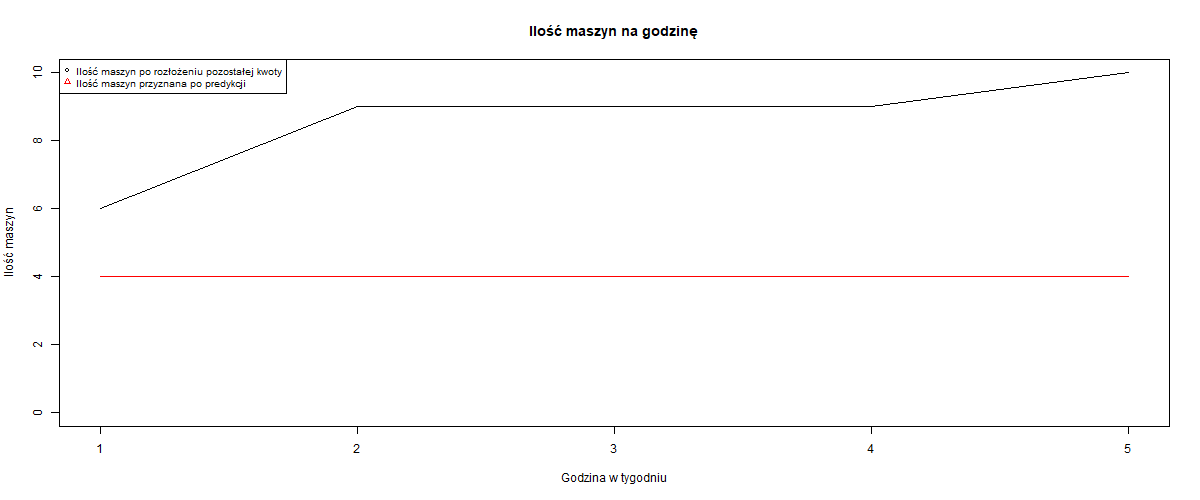 Ilość maszyn na godzinę
Ilość maszyn po rozłożeniu pozostałej kwoty
Ilość maszyn przyznana po predykcji
Ilość maszyn
10
8
6
4
2
0
1 2 3 4 5
Godzina w tygodniu